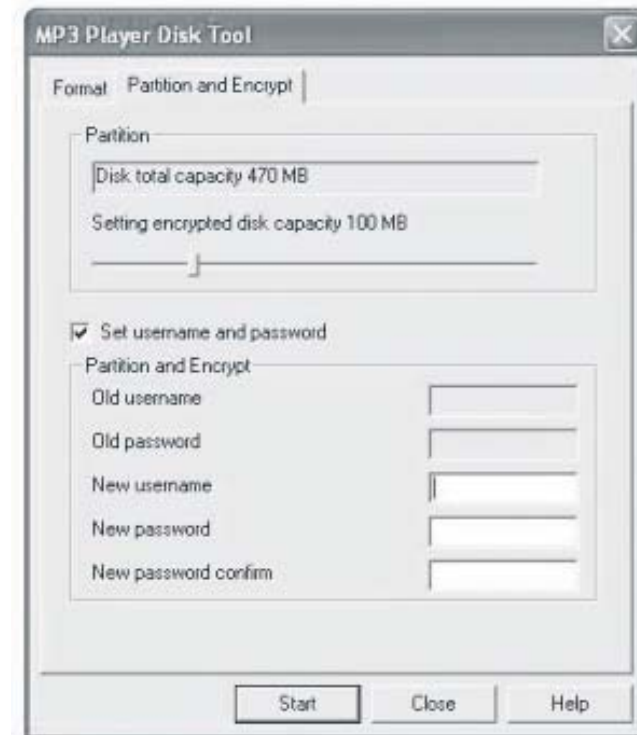 MP3 Player Disk Tool
Format Partition and Encrypt
Partition
Disk total capacity 470 MB
Setting encrypted disk capacity 100 MB
Set username and password
Partition and Encrypt
Old username
Old password
New username
New password
New password confirm
Start Close Help